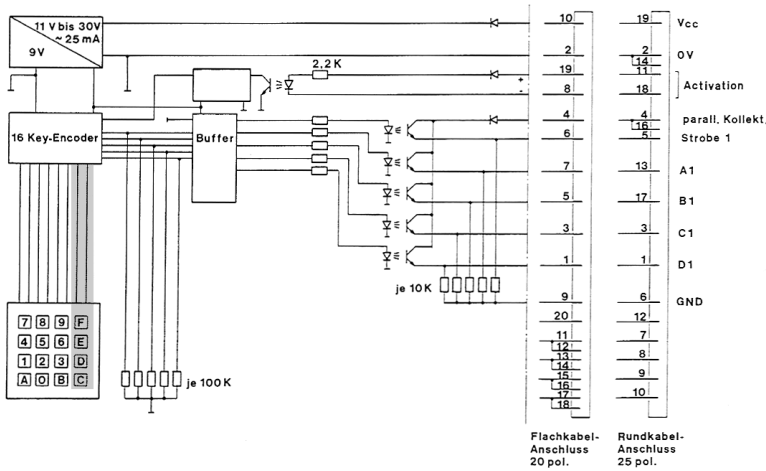 11 V bis 30V
~ 25 mA
9V
16 Key-Encoder
Buffer
2,2 K
+
-
je 10 K
je 100 K
7 8 9 F
4 5 6 E
1 2 3 D
A 0 B C
10 19 Vcc
2 2 0V
14
19 11
Activation
8 18
4 4 parall. Kollekt.
16
6 5 Strobe 1
7 13 A1
5 17 B1
3 3 C1
1 1 D1
9 6 GND
20 12
11 7
12
13 8
14
15 9
16
17 10
18
Flachkabel-
Anschluss
20 pol.
Rundkabel-
Anschluss
25 pol.